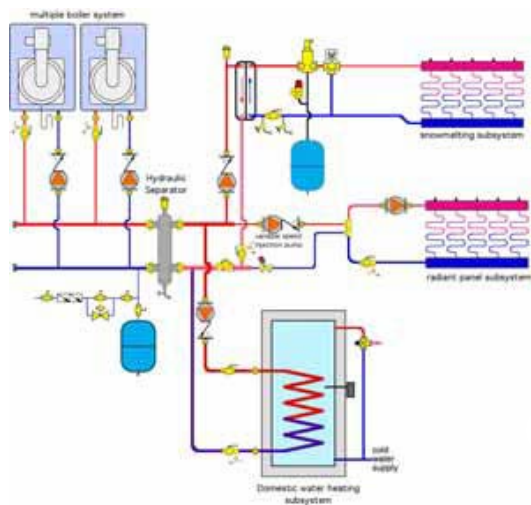 multiple boiler system
snowmelting subsystem
Hydraulic
Separator
variable speed
injection pump
radiant panel subsystem
cold
water
supply
Domestic water heating
subsystem